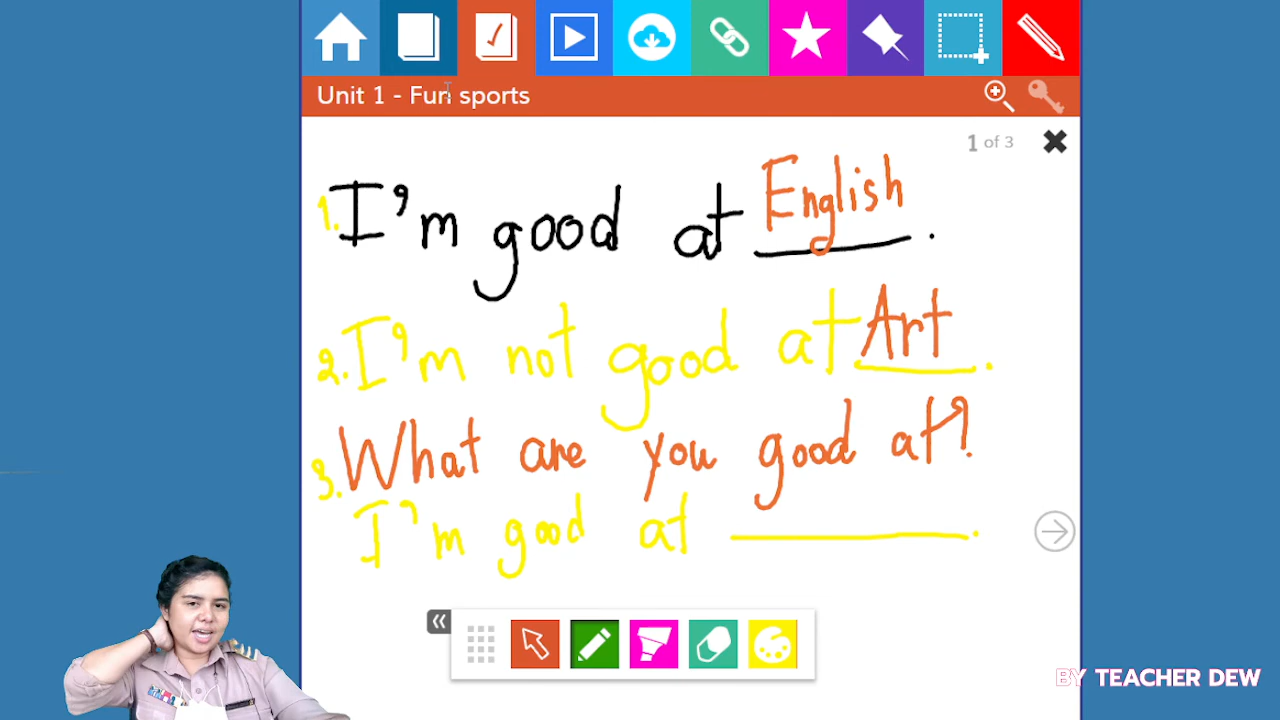 Unit 1 - Fun sports
1 of 3
1. I'm good at English.
2. I'm not good at Art.
3. What are you good at?
I'm good at ________.
BY TEACHER DEW